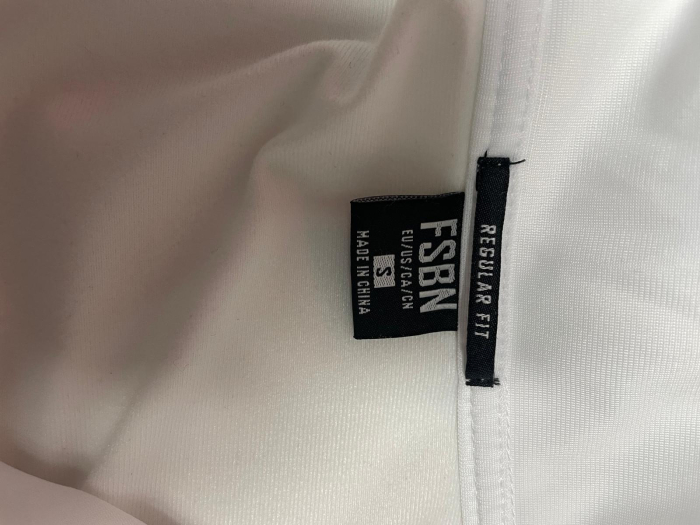 REGULAR FIT
FSBN
EU/US/CA/CN
S
MADE IN CHINA